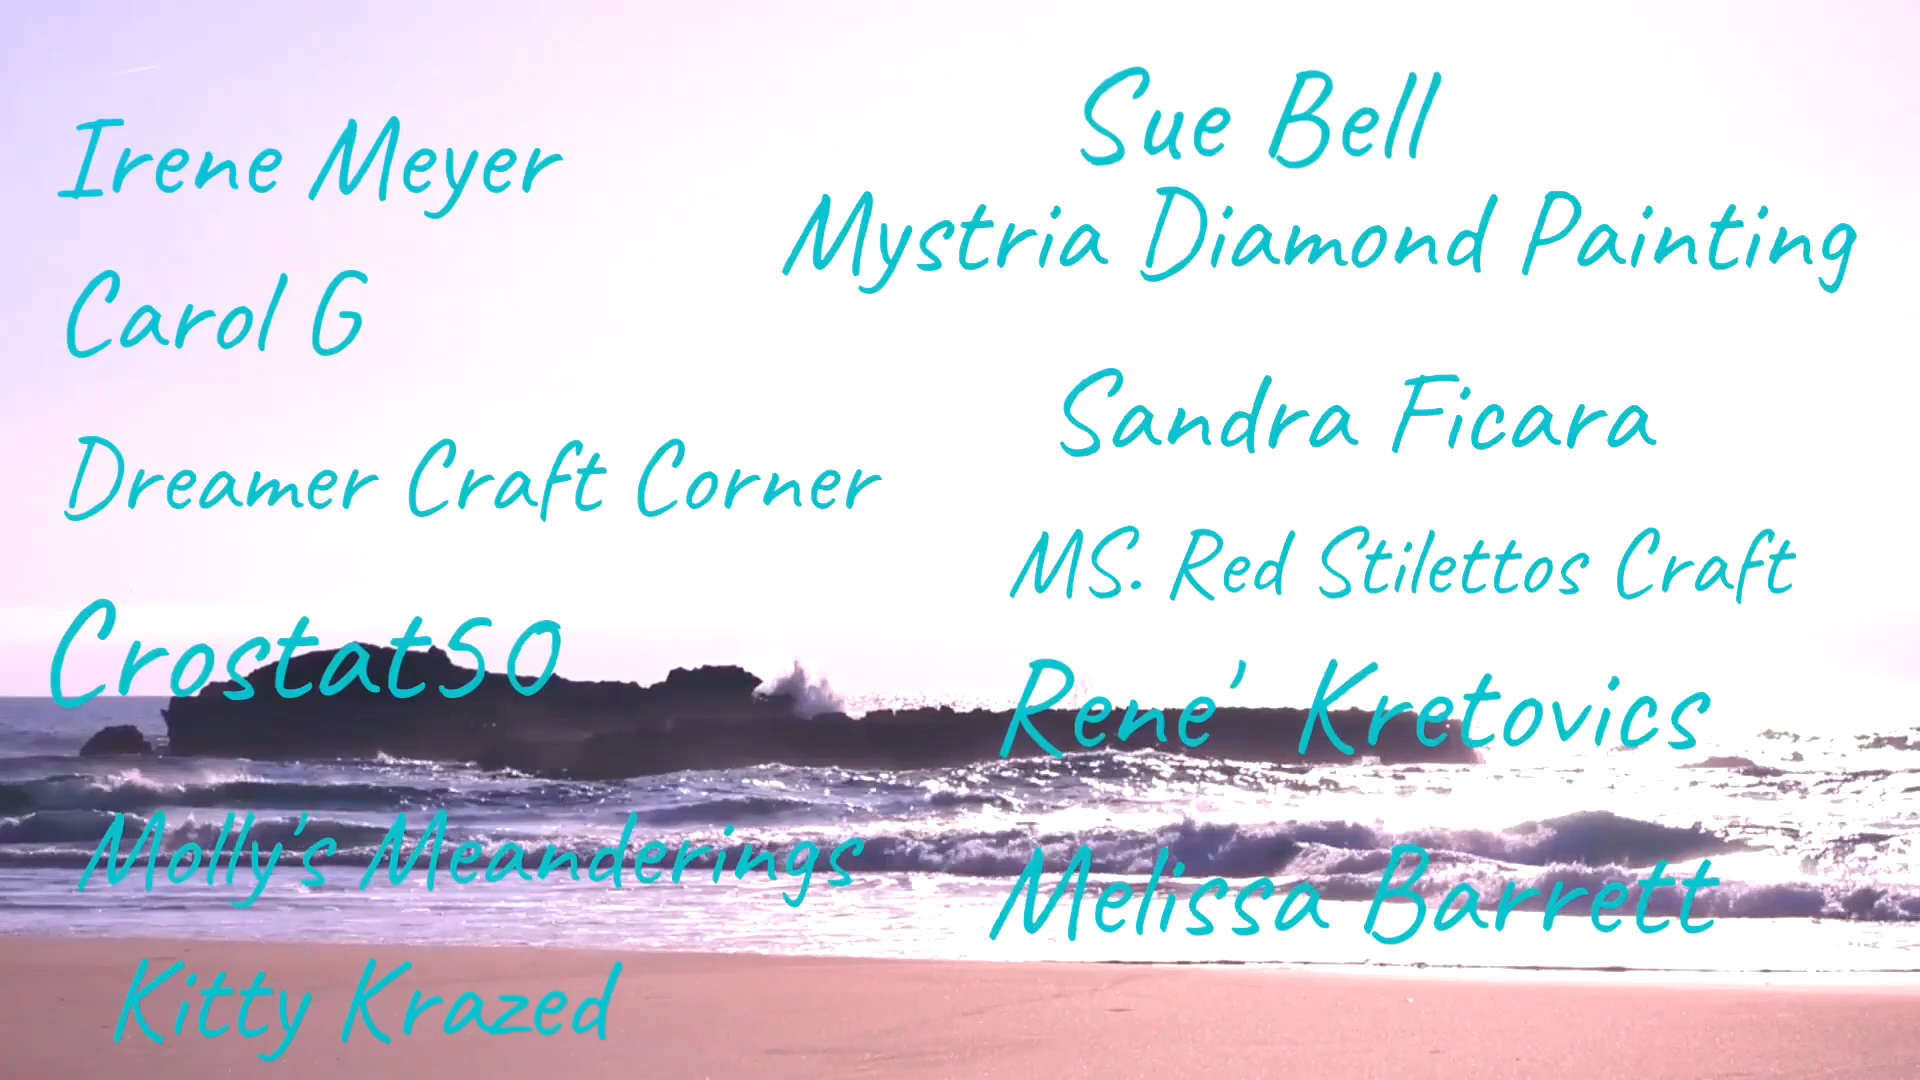 Irene Meyer
Carol G
Dreamer Craft Corner
Crostat50
Molly's Meanderings
Kitty Krazed
Sue Bell
Mystria Diamond Painting
Sandra Ficara
MS. Red Stilettos Craft
Rene' Kretovics
Melissa Barrett